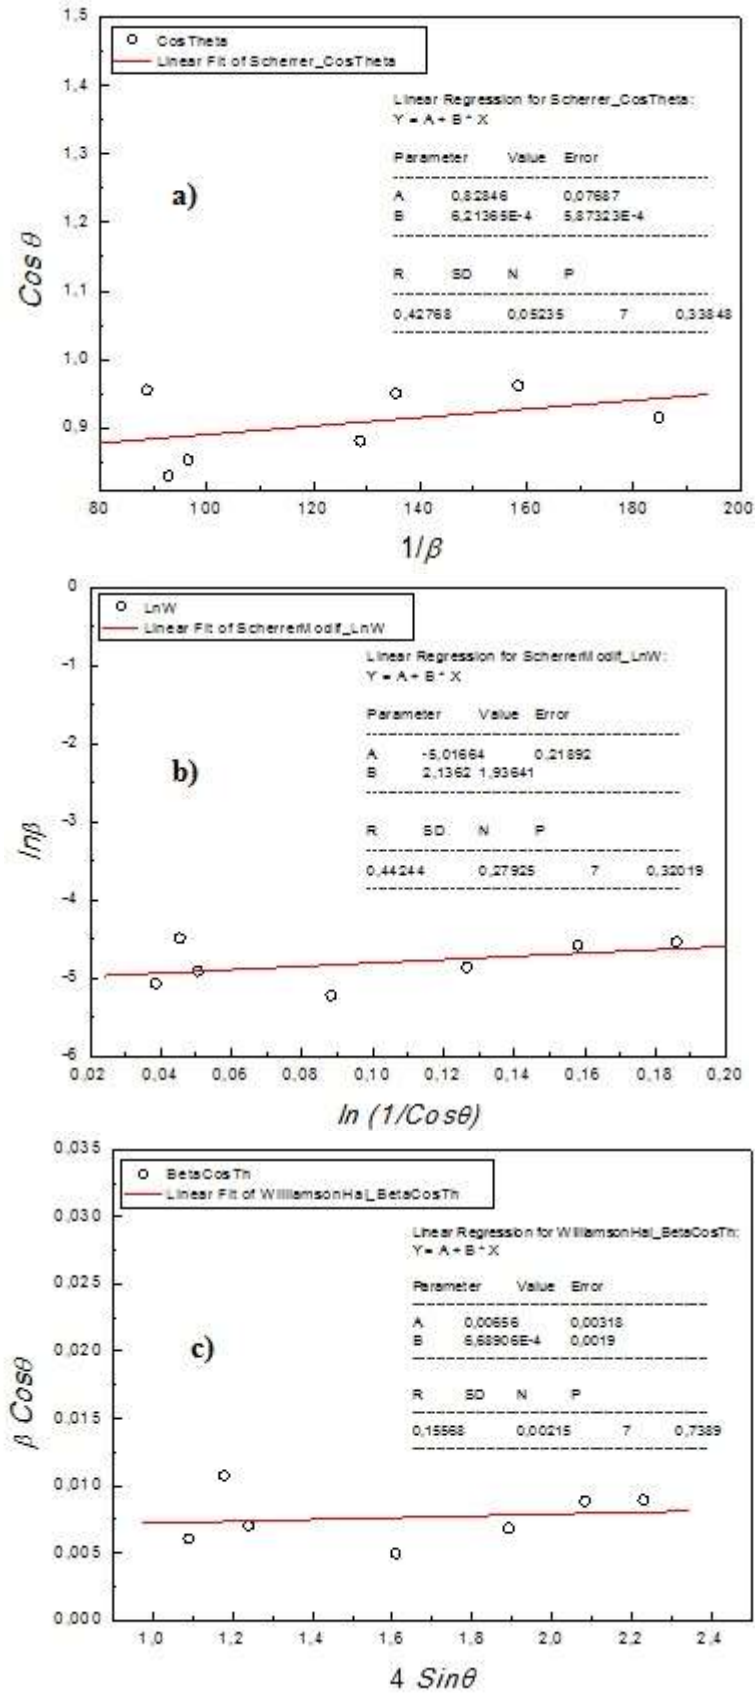 1,5
1,4
1,3
1,2
1,1
1,0
0,9
Cos θ
CosTheta
Linear Fit of Scherrer_CosTheta
a)
Linear Regression for Scherrer_CosTheta:
Y = A + B * X
Parameter Value Error
A 0,82846 0,07687
B 6,21365E-4 5,87323E-4
R SD N P
0,42768 0,05235 7 0,33848
80 100 120 140 160 180 200
1/β
0
-1
-2
-3
-4
-5
-6
lnβ
LnW
Linear Fit of ScherrerModif_LnW
b)
Linear Regression for ScherrerModif_LnW:
Y = A + B * X
Parameter Value Error
A -5,01664 0,21892
B 2,1362 1,93641
R SD N P
0,44244 0,27925 7 0,32019
0,02 0,04 0,06 0,08 0,10 0,12 0,14 0,16 0,18 0,20
ln (1/Cosθ)
0,035
0,030
0,025
0,020
0,015
0,010
0,005
0,000
β Cosθ
BetaCosTh
Linear Fit of WilliamsonHal_BetaCosTh
c)
Linear Regression for WilliamsonHal_BetaCosTh:
Y = A + B * X
Parameter Value Error
A 0,00656 0,00318
B 6,68906E-4 0,0019
R SD N P
0,15568 0,00215 7 0,7389
1,0 1,2 1,4 1,6 1,8 2,0 2,2 2,4
4 Sinθ